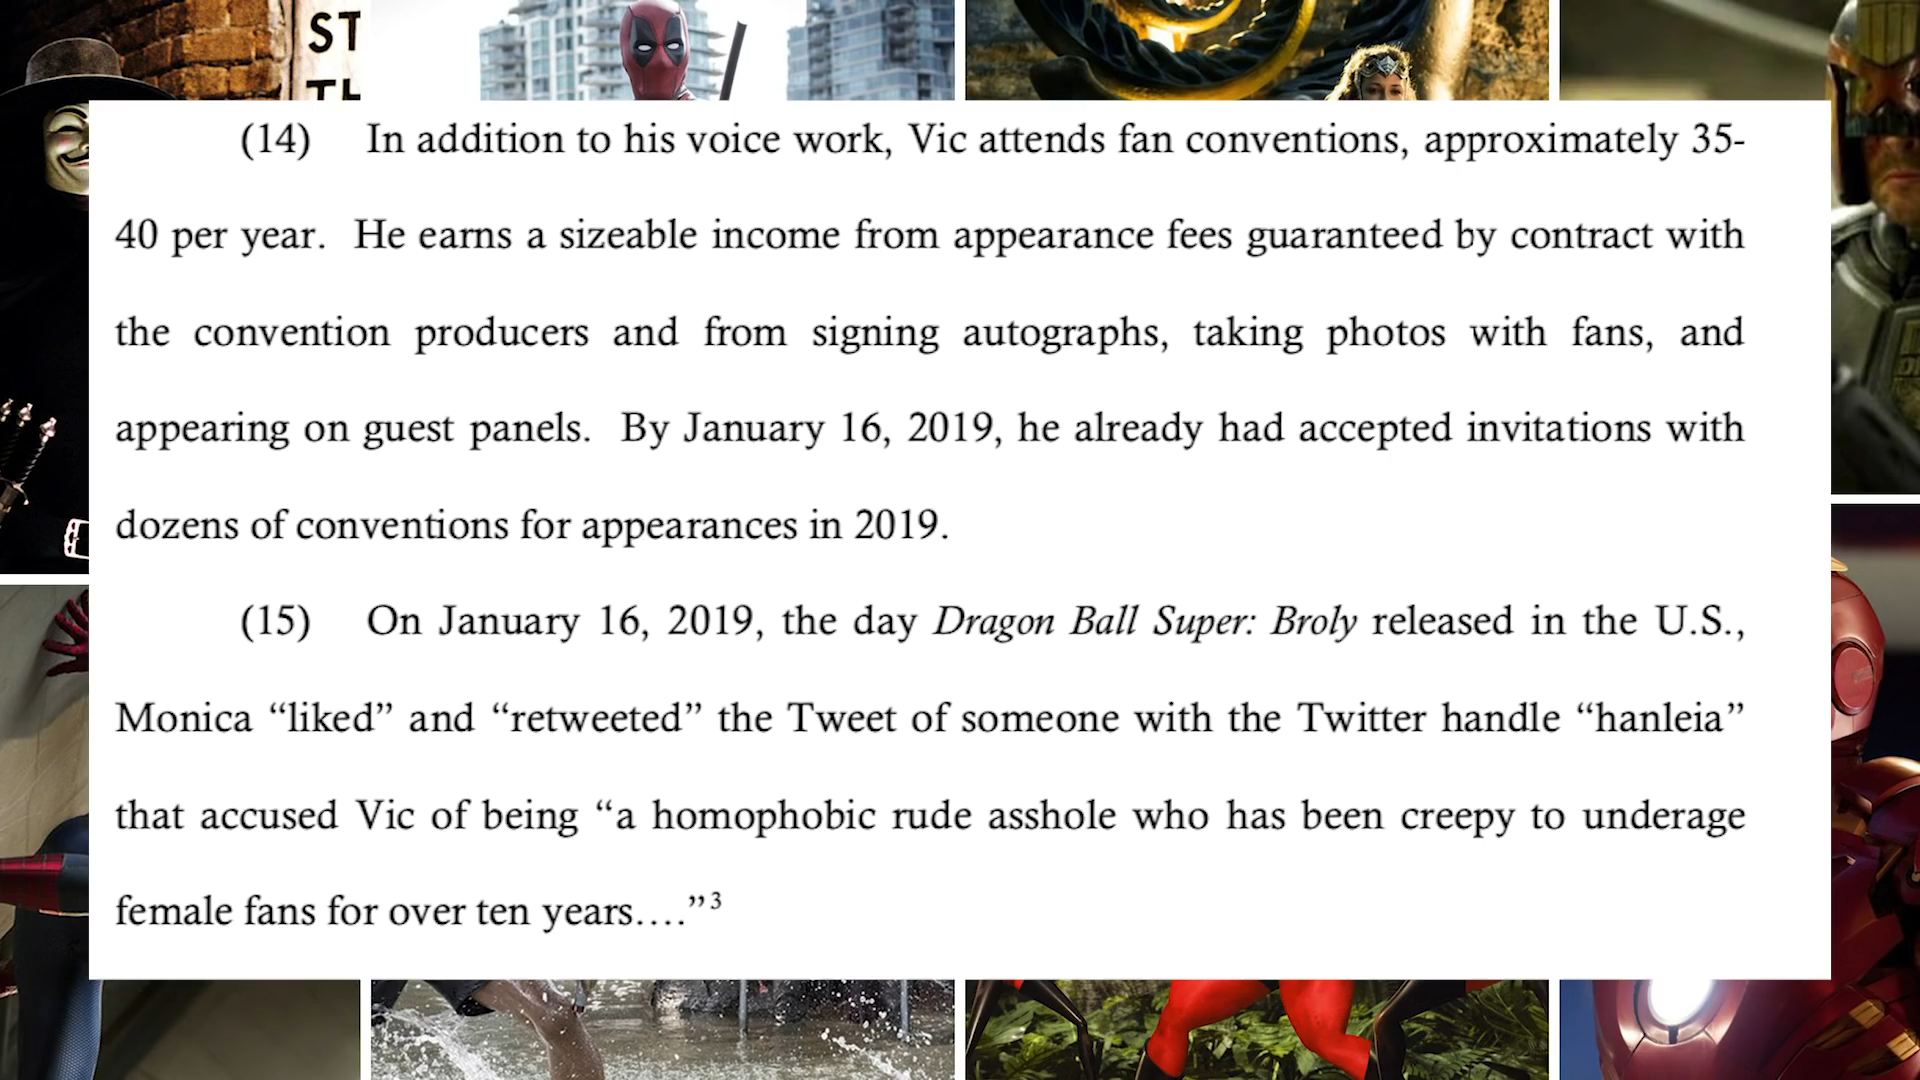 ST
TH
(14) In addition to his voice work, Vic attends fan conventions, approximately 35-
40 per year. He earns a sizeable income from appearance fees guaranteed by contract with
the convention producers and from signing autographs, taking photos with fans, and
appearing on guest panels. By January 16, 2019, he already had accepted invitations with
dozens of conventions for appearances in 2019.
(15) On January 16, 2019, the day Dragon Ball Super: Broly released in the U.S.,
Monica “liked” and “retweeted” the Tweet of someone with the Twitter handle “hanleia”
that accused Vic of being “a homophobic rude asshole who has been creepy to underage
female fans for over ten years….”³